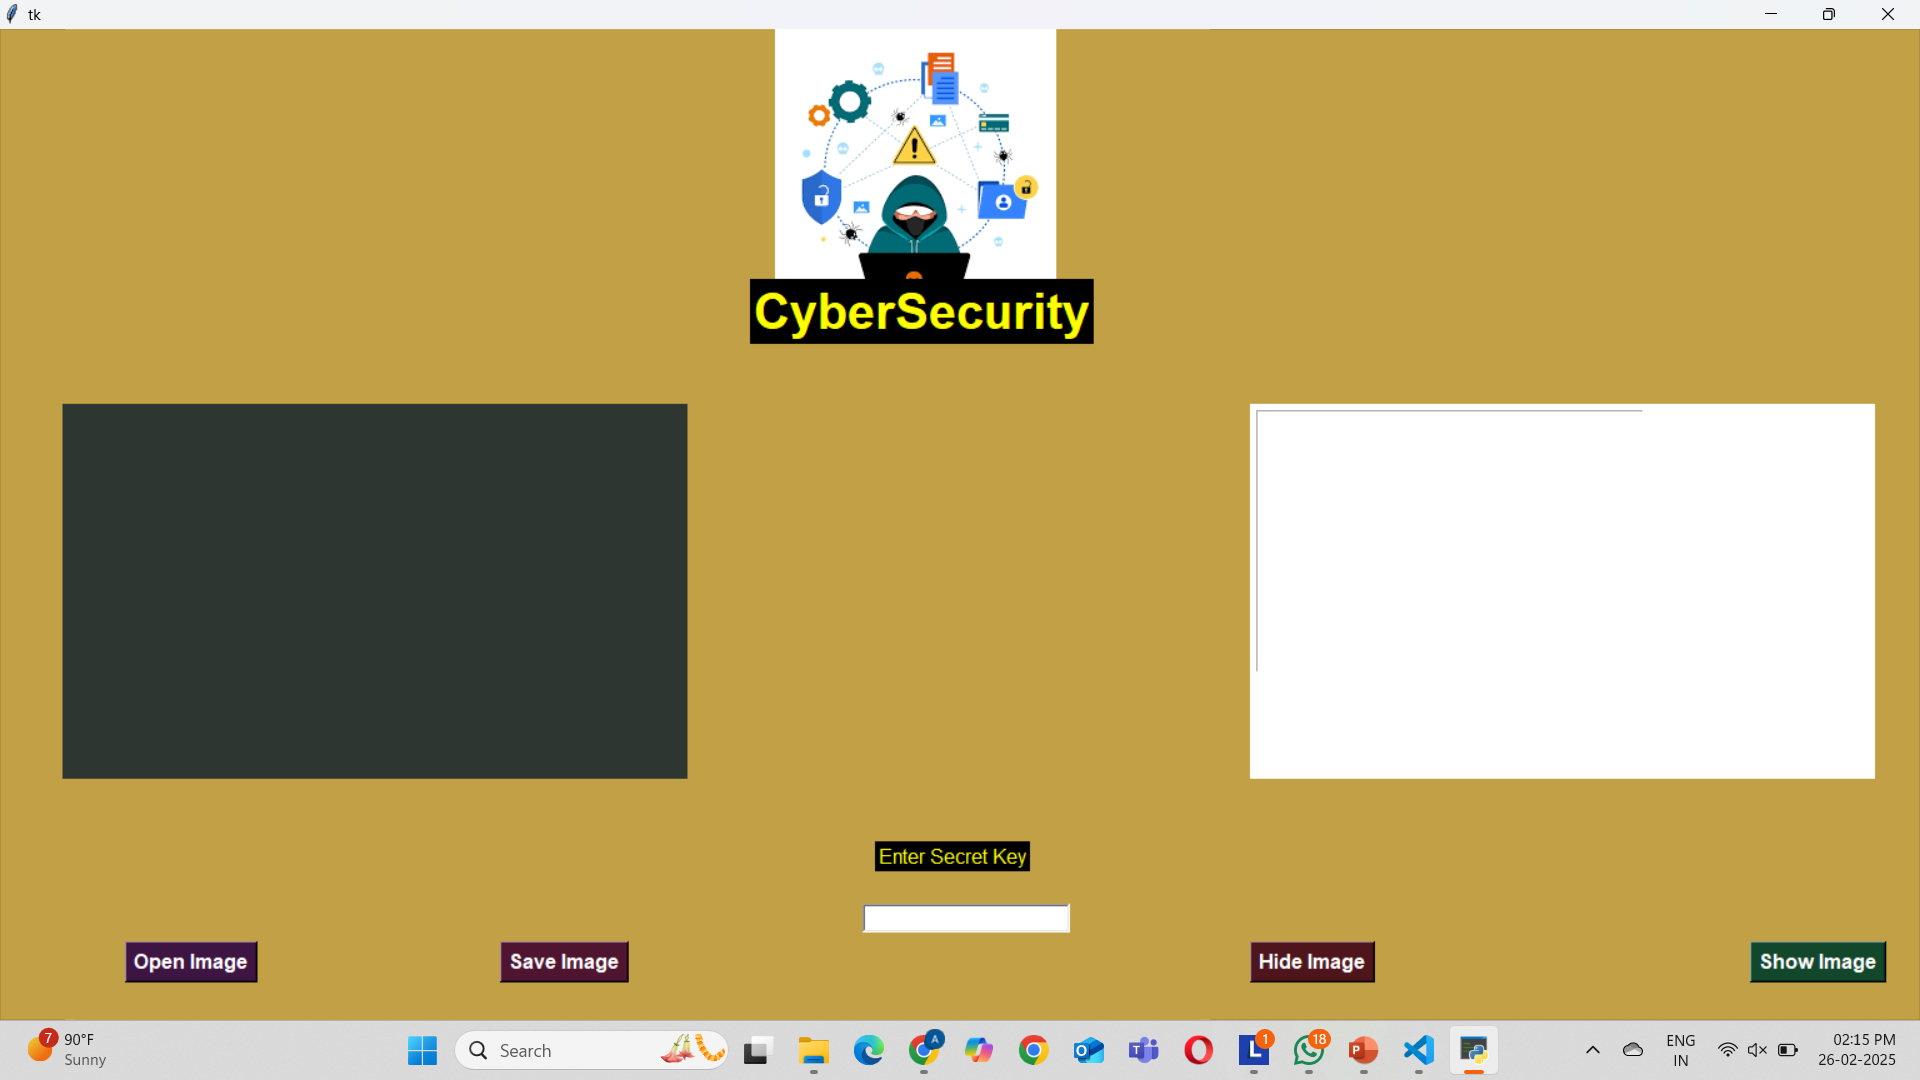 tk
CyberSecurity
Enter Secret Key
Open Image
Save Image
Hide Image
Show Image
7
90°F
Sunny
Search
A
1
18
ENG
IN
02:15 PM
26-02-2025